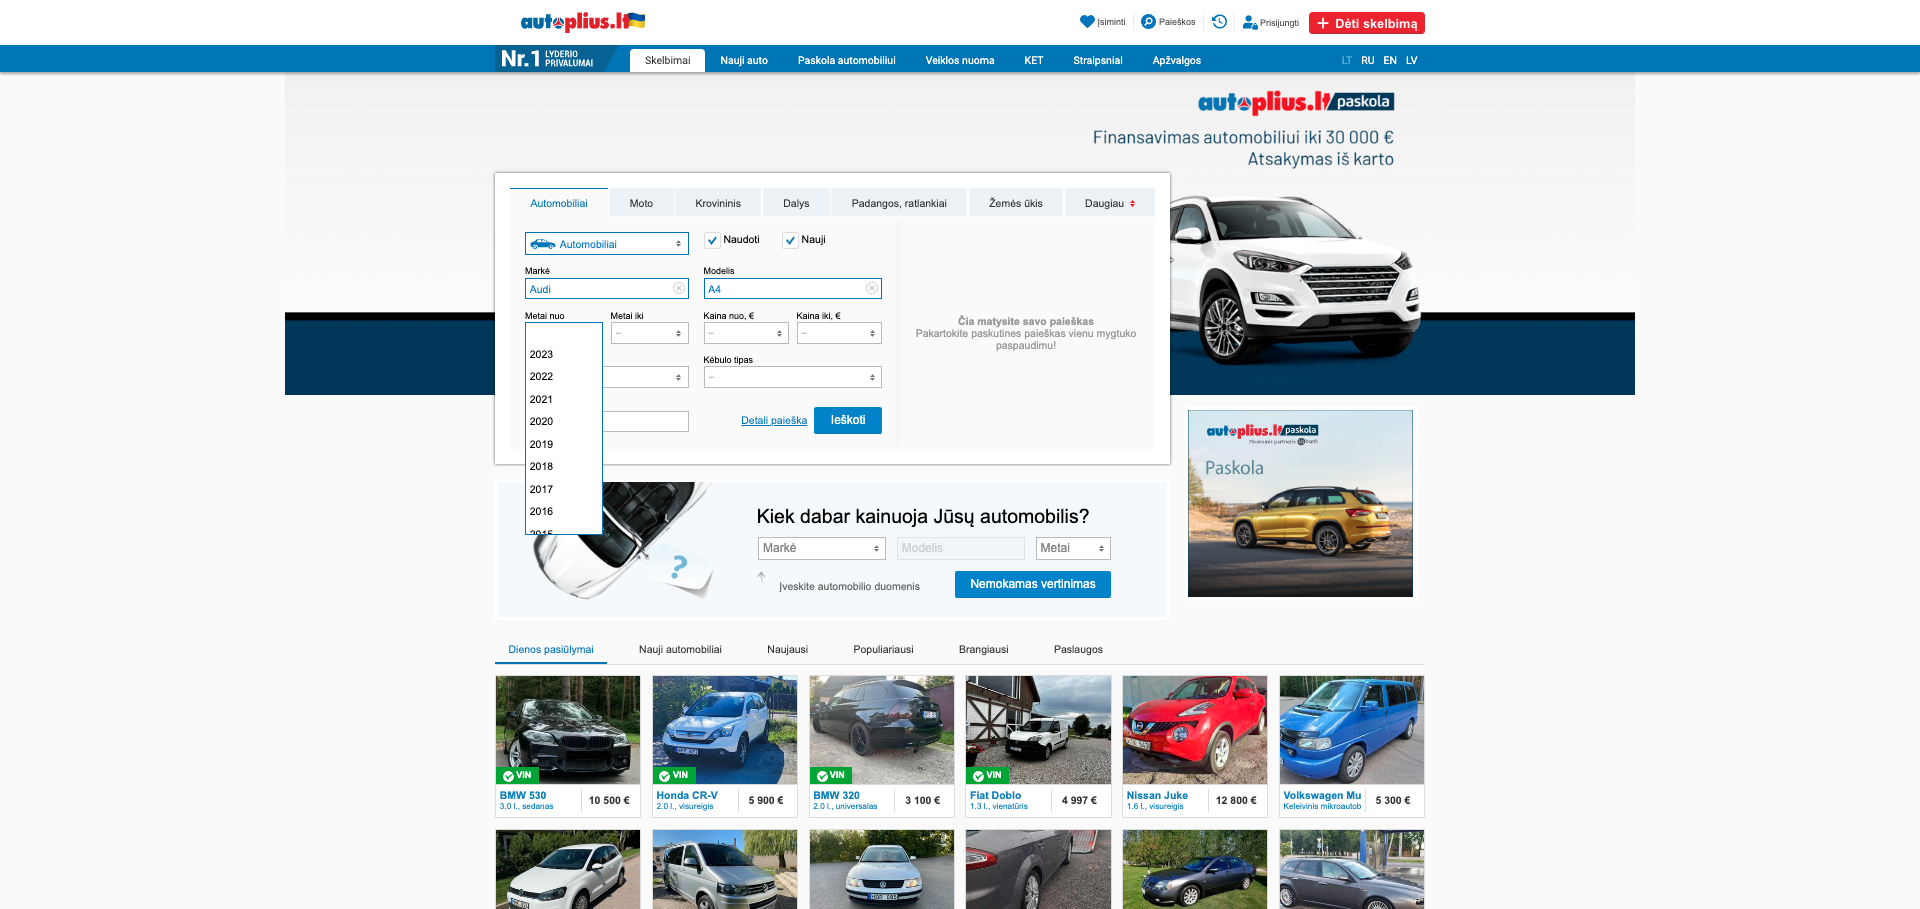 autoplius.lt
Įsiminti
Paieškos
Prisijungti
+ Dėti skelbimą
Nr.1 LYDERIO
PRIVALUMAI
Skelbimai
Nauji auto
Paskola automobiliui
Veiklos nuoma
KET
Straipsniai
Apžvalgos
LT RU EN LV
autoplius.lt paskola
Finansavimas automobiliui iki 30 000 €
Atsakymas iš karto
Automobiliai
Moto
Krovininis
Dalys
Padangos, ratlankiai
Žemės ūkis
Daugiau
Automobiliai
Naudoti
Nauji
Markė
Modelis
Audi
A4
Metai nuo
Metai iki
Kaina nuo, €
Kaina iki, €
–
–
–
2023
2022
2021
2020
2019
2018
2017
2016
2015
Kėbulo tipas
–
Detali paieška
Ieškoti
Čia matysite savo paieškas
Pakartokite paskutines paieškas vienu mygtuko
paspaudimu!
autoplius.lt paskola
Paskola
Kiek dabar kainuoja Jūsų automobilis?
Markė
Modelis
Metai
?
Įveskite automobilio duomenis
Nemokamas vertinimas
Dienos pasiūlymai
Nauji automobiliai
Naujausi
Populiariausi
Brangiausi
Paslaugos
VIN
VIN
VIN
VIN
BMW 530
3.0 l., sedanas
10 500 €
Honda CR-V
2.0 l., visureigis
5 900 €
BMW 320
2.0 l., universalas
3 100 €
Fiat Doblo
1.3 l., vienatūris
4 997 €
Nissan Juke
1.6 l., visureigis
12 800 €
Volkswagen Mu
Keleivinis mikroautob
5 300 €